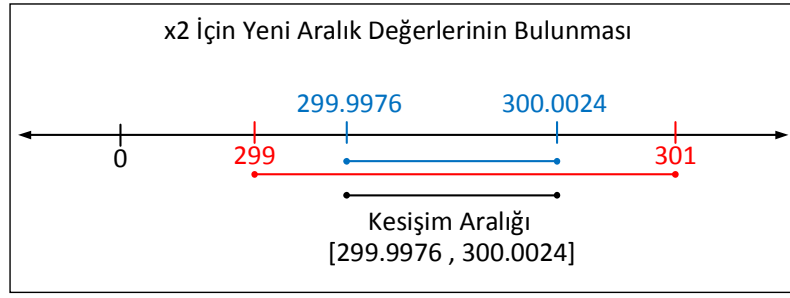 x2 İçin Yeni Aralık Değerlerinin Bulunması
299.9976 300.0024
0 299 301
Kesişim Aralığı
[299.9976 , 300.0024]